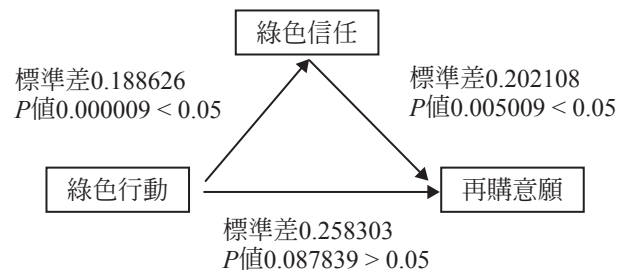 綠色信任
標準差0.188626
P值0.000009 < 0.05
標準差0.202108
P值0.005009 < 0.05
綠色行動
再購意願
標準差0.258303
P值0.087839 > 0.05